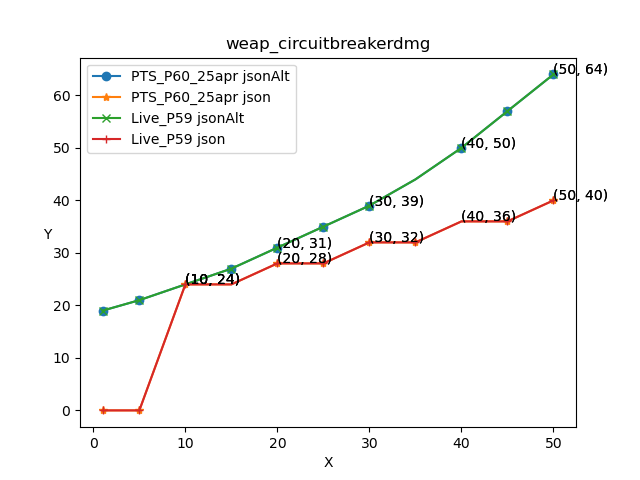 weap_circuitbreakerdmg
PTS_P60_25apr jsonAlt
PTS_P60_25apr json
Live_P59 jsonAlt
Live_P59 json
(50, 64)
(40, 50)
(30, 39)
(20, 31)
(10, 24)
(50, 40)
(40, 36)
(30, 32)
(20, 28)
Y
60
50
40
30
20
10
0
0 10 20 30 40 50
X